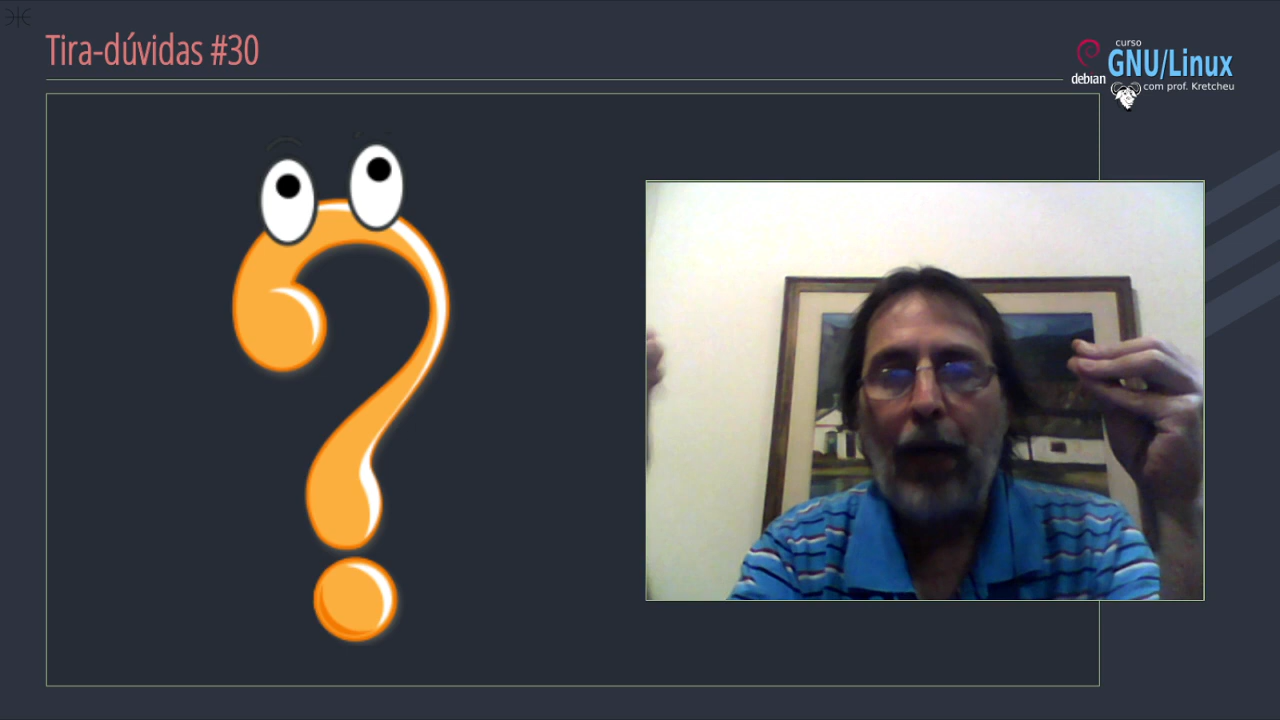 Tira-dúvidas #30
curso
GNU/Linux
debian
com prof. Kretcheu